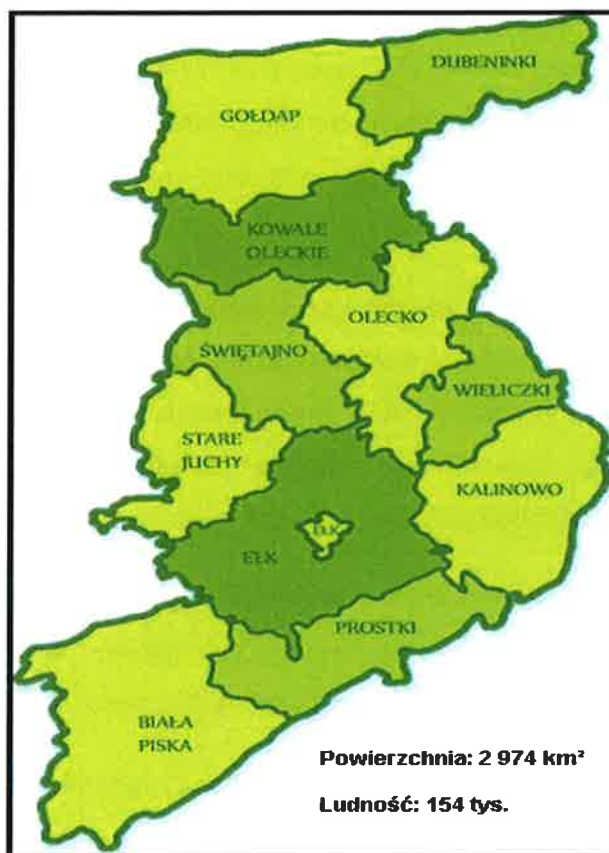 DUBENINKI
GOŁDAP
KOWALE
OLECKIE
OLECKO
ŚWIĘTAJNO
WIELICZKI
STARE
JUCHY
KALINOWO
EŁK
EŁK
PROSTKI
BIAŁA
PISKA
Powierzchnia: 2 974 km²
Ludność: 154 tys.